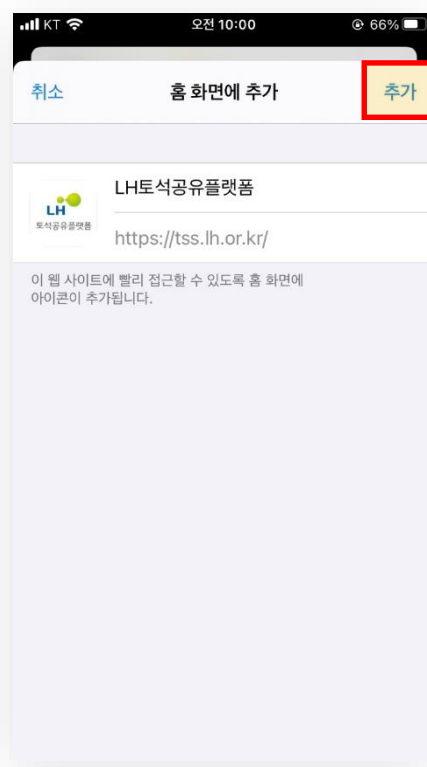 KT 오전 10:00 66%
취소 홈 화면에 추가 추가
LH토석공유플랫폼
LH
토석공유플랫폼
https://tss.lh.or.kr/
이 웹 사이트에 빨리 접근할 수 있도록 홈 화면에
아이콘이 추가됩니다.